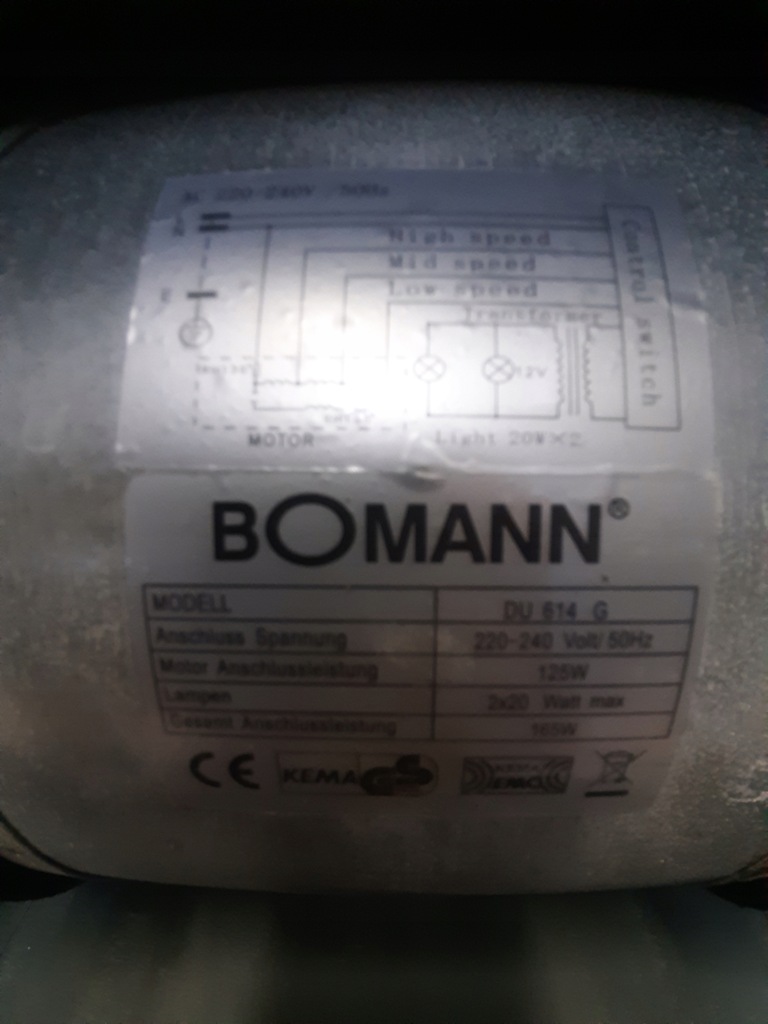 AC 220-240V /50Hz
High speed
Mid speed
Low speed
Control switch
Transformer
12V
MOTOR
Light 20W×2
BOMANN®
MODELL DU 614 G
Anschluss Spannung 220-240 Volt/ 50Hz
Motor Anschlussleistung 125W
Lampen 2x20 Watt max
Gesamt Anschlussleistung 165W
CE KEMA GS